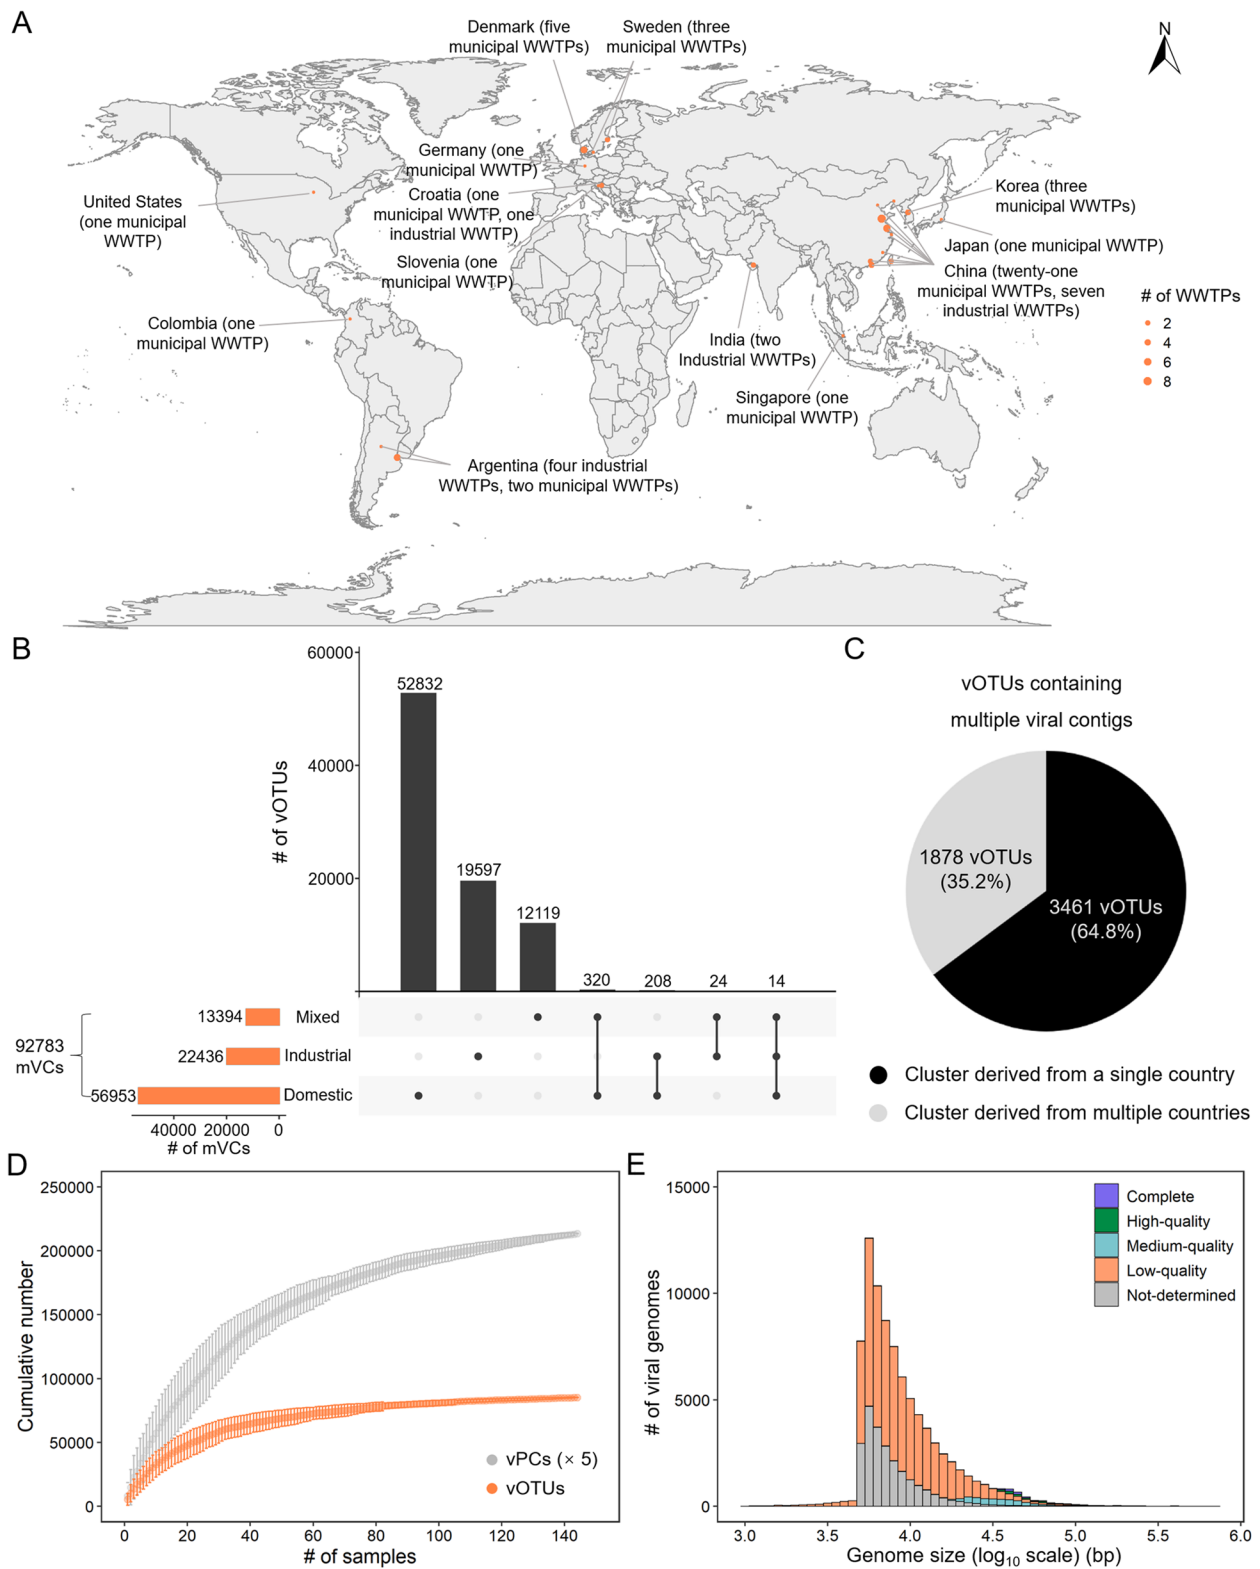 A
Denmark (five
municipal WWTPs)
Sweden (three
municipal WWTPs)
N
Germany (one
municipal WWTP)
Croatia (one
municipal WWTP, one
industrial WWTP)
Slovenia (one
municipal WWTP)
United States
(one municipal
WWTP)
Korea (three
municipal WWTPs)
Japan (one municipal WWTP)
China (twenty-one
municipal WWTPs, seven
industrial WWTPs)
# of WWTPs
2
4
6
8
Colombia (one
municipal WWTP)
India (two
Industrial WWTPs)
Singapore (one
municipal WWTP)
Argentina (four industrial
WWTPs, two municipal WWTPs)
B
60000
40000
20000
# of vOTUs
52832
19597
12119
320
208
24
14
92783
mVCs
13394
Mixed
22436
Industrial
56953
Domestic
40000 20000 0
# of mVCs
C
vOTUs containing
multiple viral contigs
1878 vOTUs
(35.2%)
3461 vOTUs
(64.8%)
Cluster derived from a single country
Cluster derived from multiple countries
D
250000
200000
150000
100000
50000
0
Cumulative number
vPCs (× 5)
vOTUs
0 20 40 60 80 100 120 140
# of samples
E
15000
10000
5000
0
# of viral genomes
Complete
High-quality
Medium-quality
Low-quality
Not-determined
3.0 3.5 4.0 4.5 5.0 5.5 6.0
Genome size (log10 scale) (bp)